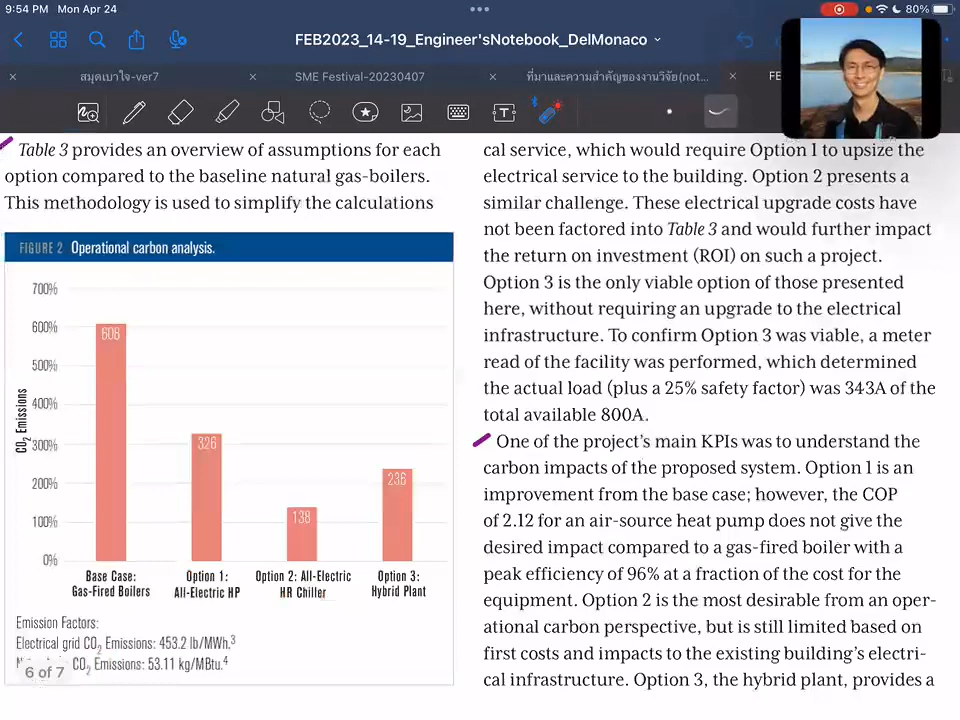 9:54 PM Mon Apr 24
80%
FEB2023_14-19_Engineer'sNotebook_DelMonaco
สมุดเบาใจ-ver7
SME Festival-20230407
ที่มาและความสำคัญของงานวิจัย(not...
FE
Table 3 provides an overview of assumptions for each
option compared to the baseline natural gas-boilers.
This methodology is used to simplify the calculations
FIGURE 2 Operational carbon analysis.
700%
600%
500%
400%
300%
200%
100%
0%
CO2 Emissions
608
326
138
236
Base Case:
Gas-Fired Boilers
Option 1:
All-Electric HP
Option 2: All-Electric
HR Chiller
Option 3:
Hybrid Plant
Emission Factors:
Electrical grid CO2 Emissions: 453.2 lb/MWh.3
CO2 Emissions: 53.11 kg/MBtu.4
6 of 7
cal service, which would require Option 1 to upsize the
electrical service to the building. Option 2 presents a
similar challenge. These electrical upgrade costs have
not been factored into Table 3 and would further impact
the return on investment (ROI) on such a project.
Option 3 is the only viable option of those presented
here, without requiring an upgrade to the electrical
infrastructure. To confirm Option 3 was viable, a meter
read of the facility was performed, which determined
the actual load (plus a 25% safety factor) was 343A of the
total available 800A.
One of the project's main KPIs was to understand the
carbon impacts of the proposed system. Option 1 is an
improvement from the base case; however, the COP
of 2.12 for an air-source heat pump does not give the
desired impact compared to a gas-fired boiler with a
peak efficiency of 96% at a fraction of the cost for the
equipment. Option 2 is the most desirable from an oper-
ational carbon perspective, but is still limited based on
first costs and impacts to the existing building's electri-
cal infrastructure. Option 3, the hybrid plant, provides a